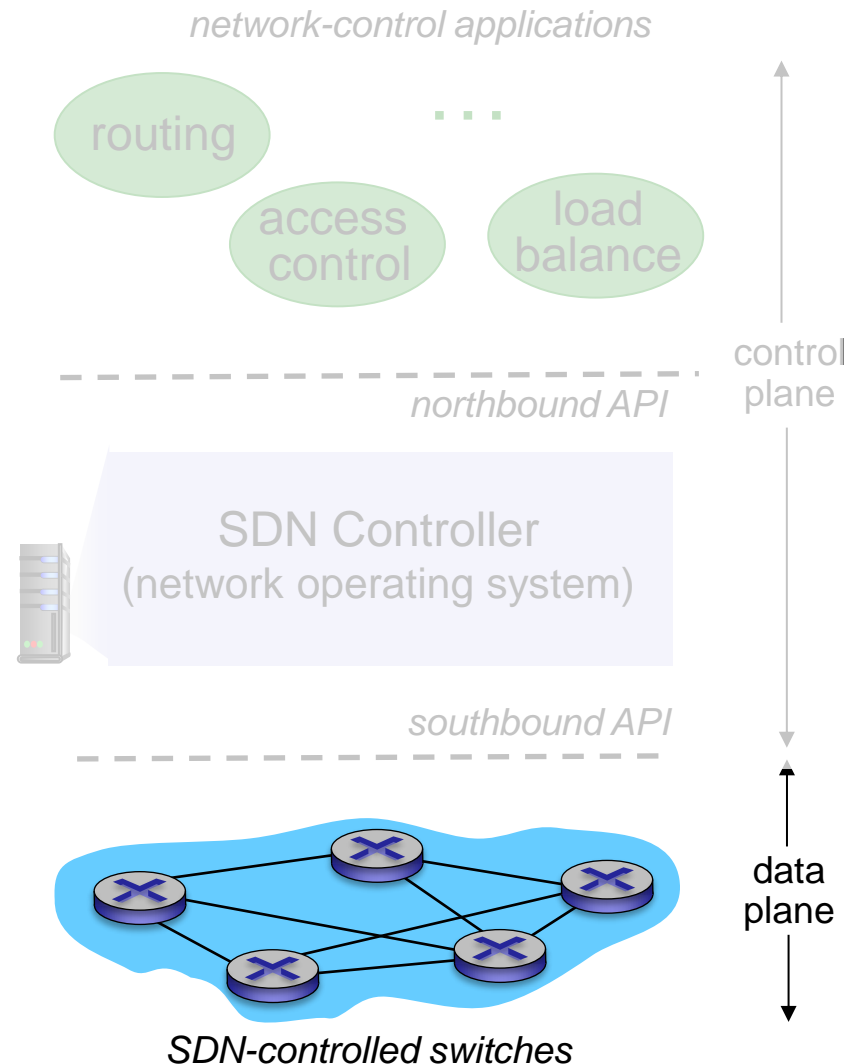 network-control applications
routing
...
access
control
load
balance
control
plane
northbound API
SDN Controller
(network operating system)
southbound API
data
plane
SDN-controlled switches